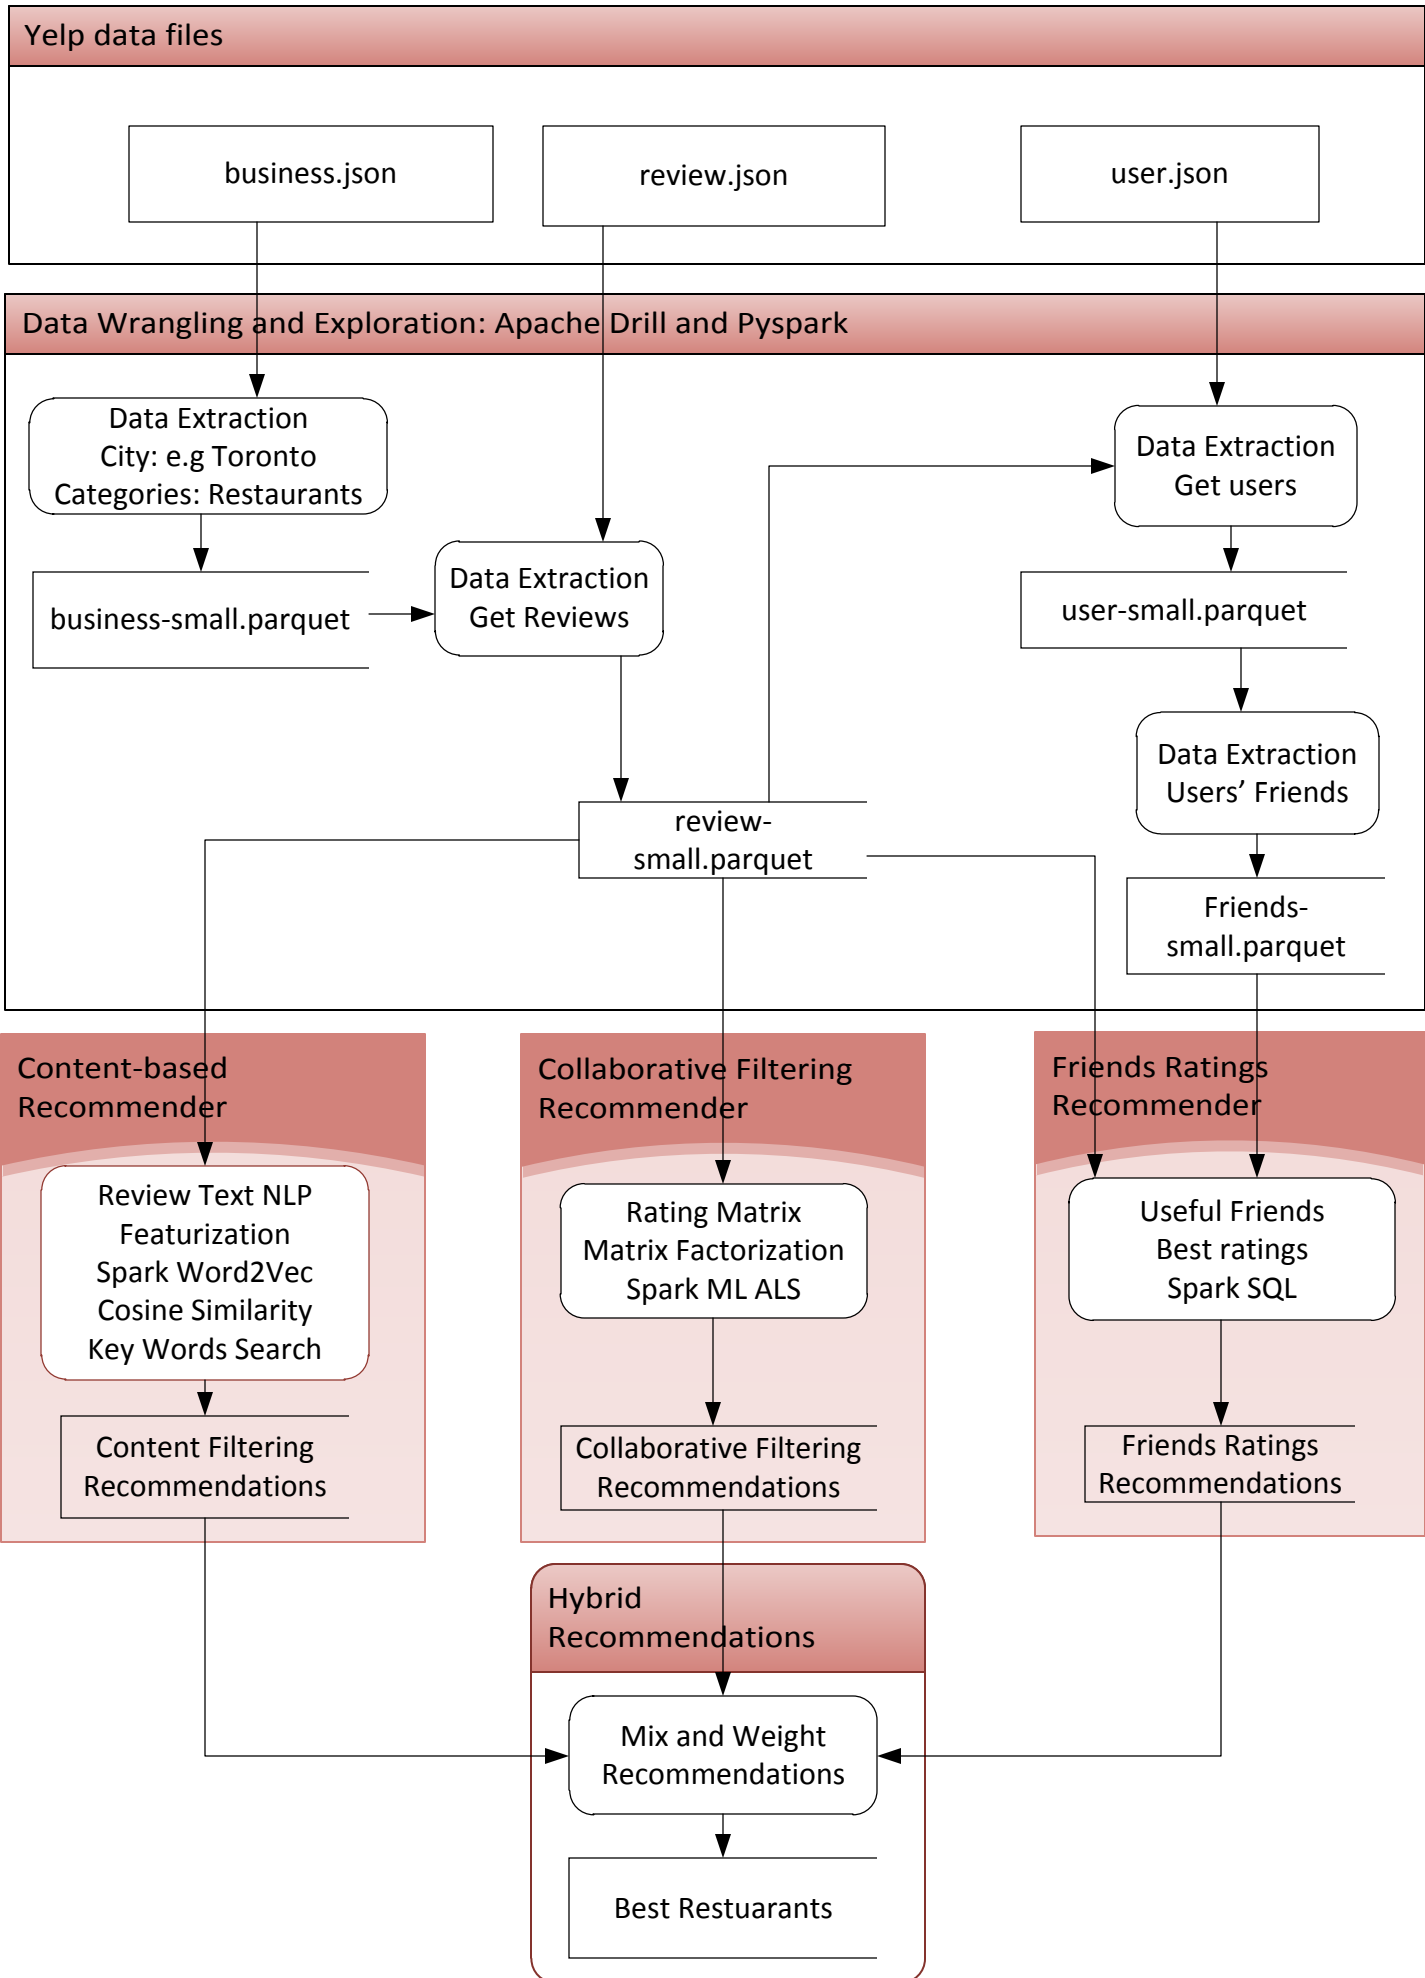 Yelp data files
business.json
review.json
user.json
Data Wrangling and Exploration: Apache Drill and Pyspark
Data Extraction
City: e.g Toronto
Categories: Restaurants
Data Extraction
Get users
business-small.parquet
Data Extraction
Get Reviews
user-small.parquet
Data Extraction
Users’ Friends
review-
small.parquet
Friends-
small.parquet
Content-based
Recommender
Collaborative Filtering
Recommender
Friends Ratings
Recommender
Review Text NLP
Featurization
Spark Word2Vec
Cosine Similarity
Key Words Search
Rating Matrix
Matrix Factorization
Spark ML ALS
Useful Friends
Best ratings
Spark SQL
Content Filtering
Recommendations
Collaborative Filtering
Recommendations
Friends Ratings
Recommendations
Hybrid
Recommendations
Mix and Weight
Recommendations
Best Restuarants